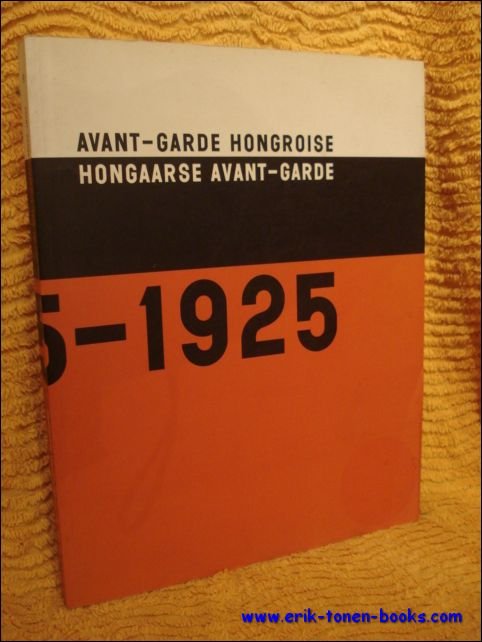 AVANT-GARDE HONGROISE
HONGAARSE AVANT-GARDE
5-1925
www.erik-tonen-books.com